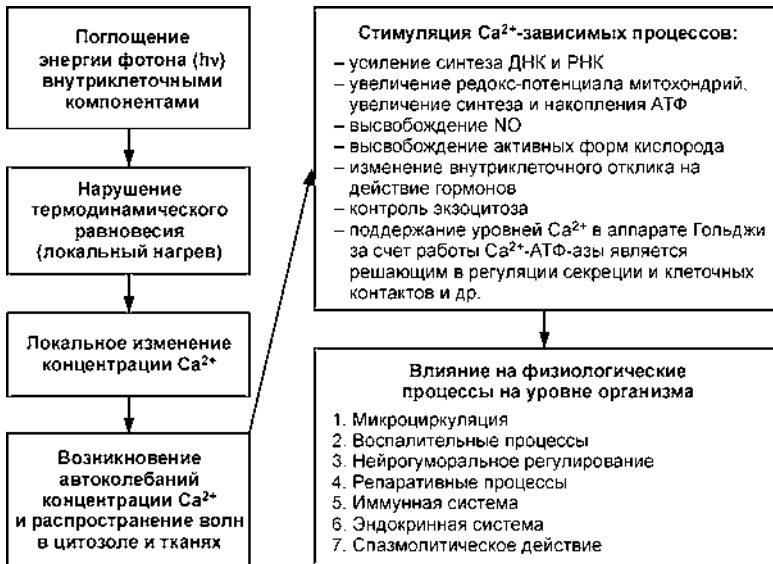 Поглощение
энергии фотона (hν)
внутриклеточными
компонентами
Нарушение
термодинамического
равновесия
(локальный нагрев)
Локальное изменение
концентрации Ca²⁺
Возникновение
автоколебаний
концентрации Ca²⁺
и распространение волн
в цитозоле и тканях
Стимуляция Ca²⁺-зависимых процессов:
– усиление синтеза ДНК и РНК
– увеличение редокс-потенциала митохондрий,
увеличение синтеза и накопления АТФ
– высвобождение NO
– высвобождение активных форм кислорода
– изменение внутриклеточного отклика на
действие гормонов
– контроль экзоцитоза
– поддержание уровней Ca²⁺ в аппарате Гольджи
за счет работы Ca²⁺-АТФ-азы является
решающим в регуляции секреции и клеточных
контактов и др.
Влияние на физиологические
процессы на уровне организма
1. Микроциркуляция
2. Воспалительные процессы
3. Нейрогуморальное регулирование
4. Репаративные процессы
5. Иммунная система
6. Эндокринная система
7. Спазмолитическое действие